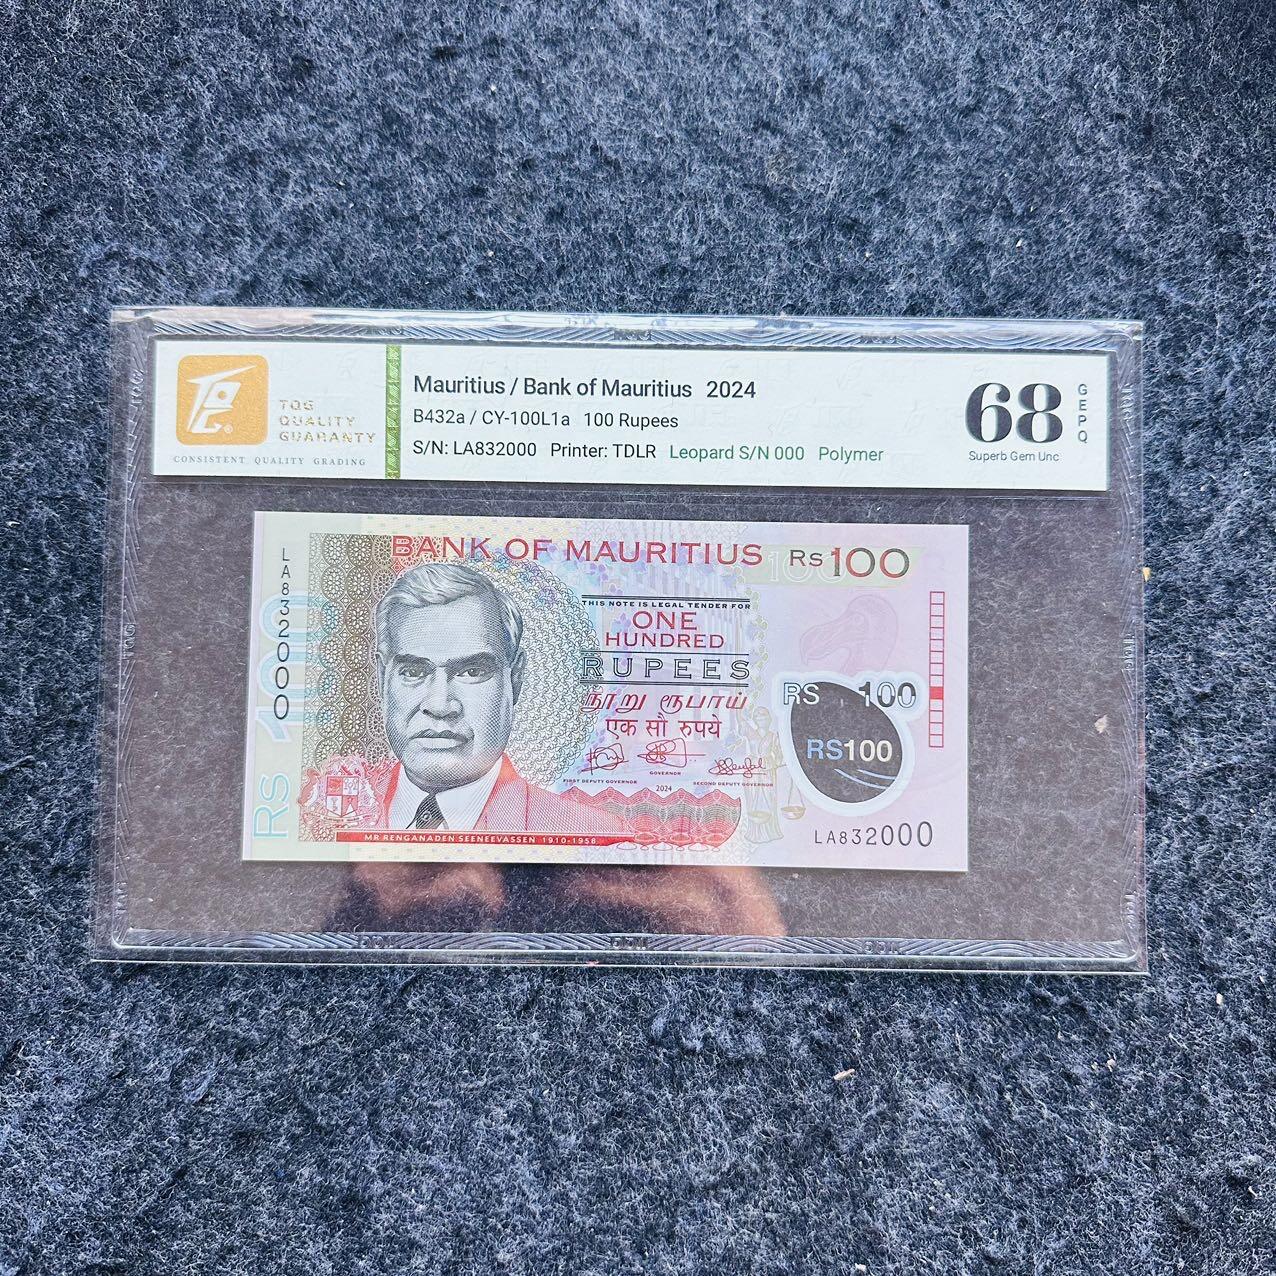 TQG
QUALITY
GUARANTY
CONSISTENT QUALITY GRADING
Mauritius / Bank of Mauritius 2024
B432a / CY-100L1a 100 Rupees
S/N: LA832000 Printer: TDLR Leopard S/N 000 Polymer
68
GEPQ
Superb Gem Unc
BANK OF MAURITIUS Rs100
LA832000
Rs 100
THIS NOTE IS LEGAL TENDER FOR
ONE
HUNDRED
RUPEES
நூறு ரூபாய்
एक सौ रुपये
RS 100
RS100
FIRST DEPUTY GOVERNOR
GOVERNOR
SECOND DEPUTY GOVERNOR
2024
MR RENGANADEN SEENEEVASSEN 1910-1958
LA832000